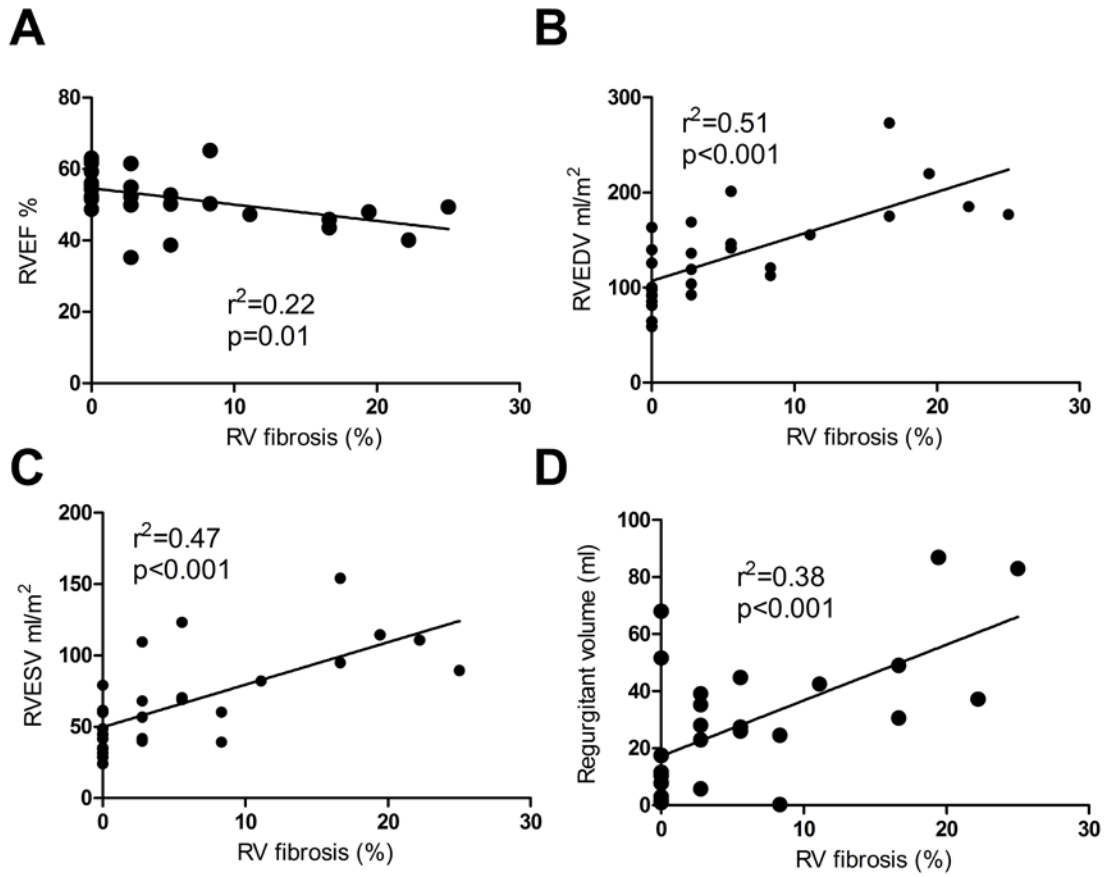 A
80
60
40
20
0
RVEF %
r²=0.22
p=0.01
0 10 20 30
RV fibrosis (%)
B
300
200
100
0
RVEDV ml/m²
r²=0.51
p<0.001
0 10 20 30
RV fibrosis (%)
C
200
150
100
50
0
RVESV ml/m²
r²=0.47
p<0.001
0 10 20 30
RV fibrosis (%)
D
100
80
60
40
20
0
Regurgitant volume (ml)
r²=0.38
p<0.001
0 10 20 30
RV fibrosis (%)